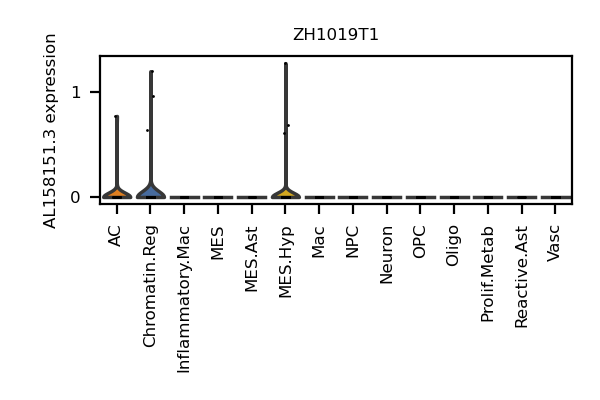 ZH1019T1
AL158151.3 expression
1
0
AC
Chromatin.Reg
Inflammatory.Mac
MES
MES.Ast
MES.Hyp
Mac
NPC
Neuron
OPC
Oligo
Prolif.Metab
Reactive.Ast
Vasc